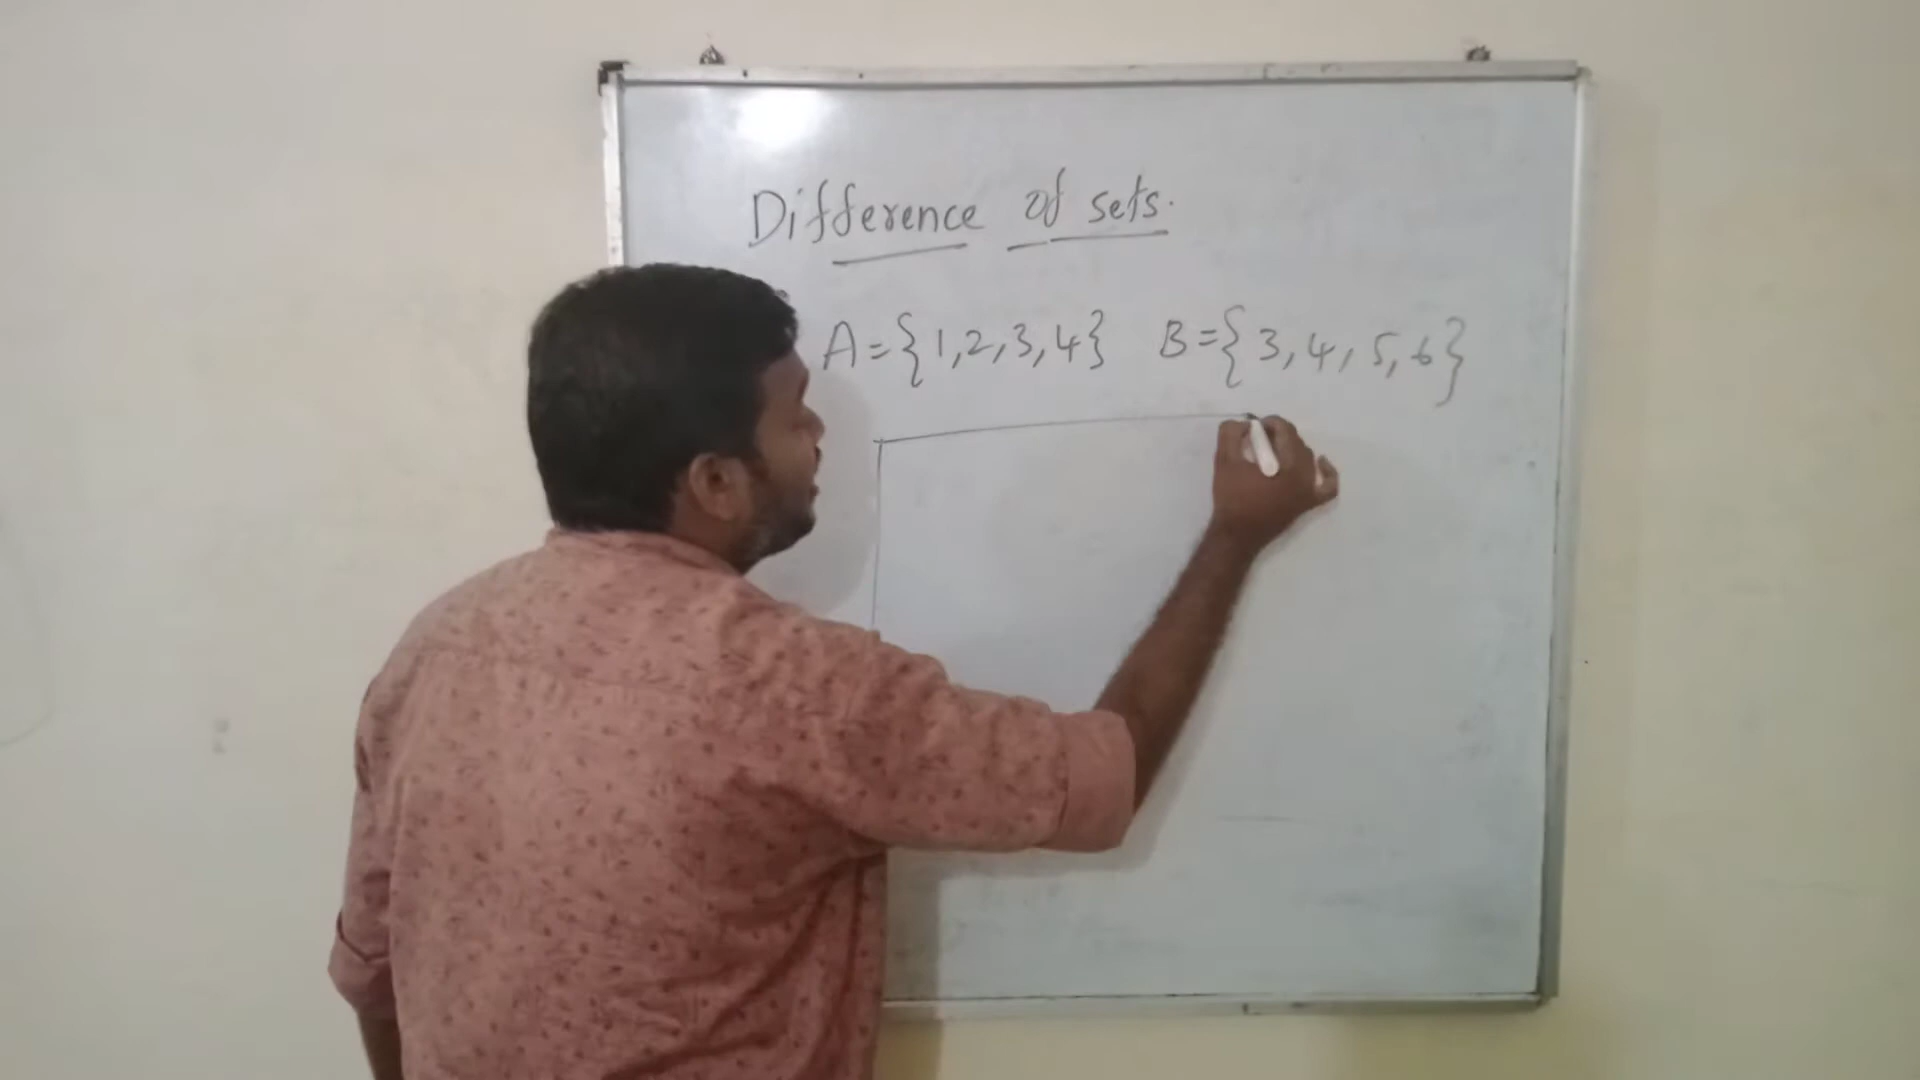 Difference of sets.
A={1,2,3,4} B={3,4,5,6}